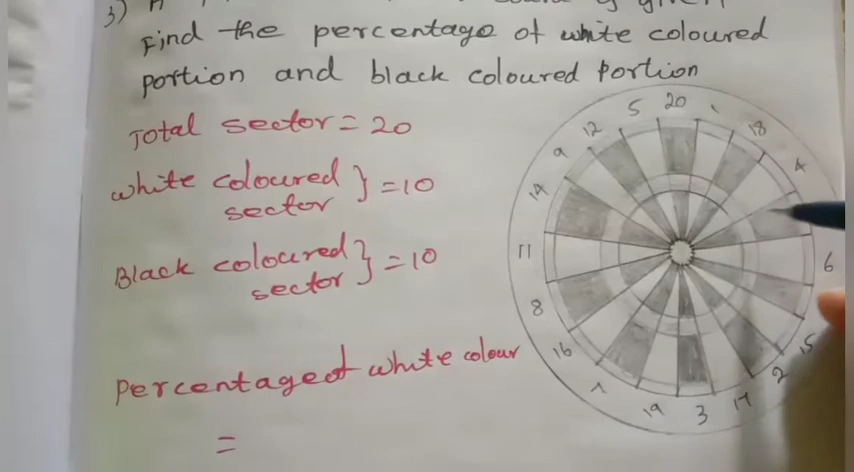 3)
Find the percentage of white coloured
portion and black coloured portion
Total sector = 20
white coloured
sector } = 10
Black coloured
sector } = 10
percentage of white colour
=
20
1
18
4
6
15
2
17
3
19
7
16
8
11
14
9
12
5